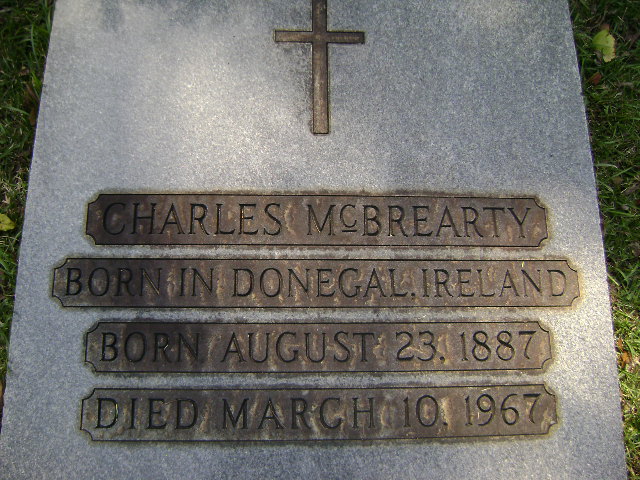 CHARLES McBREARTY
BORN IN DONEGAL, IRELAND
BORN AUGUST 23, 1887
DIED MARCH 10, 1967